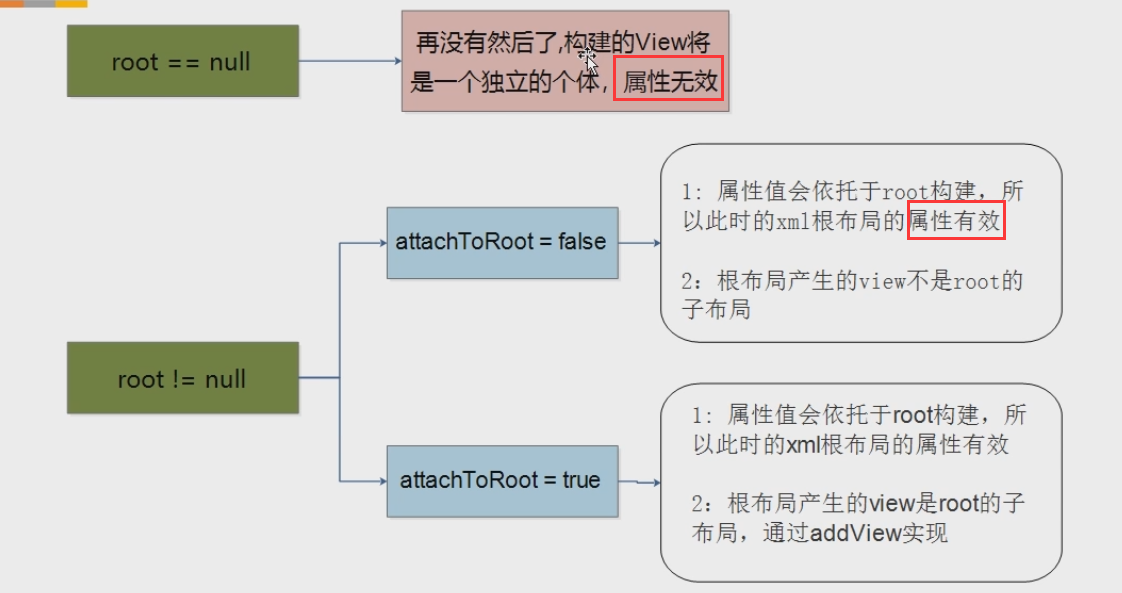 root == null
再没有然后了,构建的View将
是一个独立的个体，属性无效
attachToRoot = false
1: 属性值会依托于root构建，所
以此时的xml根布局的属性有效
2：根布局产生的view不是root的
子布局
root != null
attachToRoot = true
1: 属性值会依托于root构建，所
以此时的xml根布局的属性有效
2：根布局产生的view是root的子
布局，通过addView实现